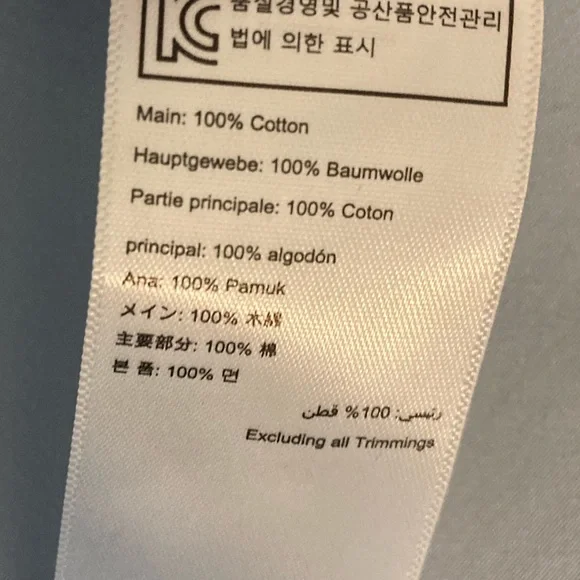 품질경영및 공산품안전관리
법에 의한 표시
Main: 100% Cotton
Hauptgewebe: 100% Baumwolle
Partie principale: 100% Coton
principal: 100% algodón
Ana: 100% Pamuk
メイン: 100% 木綿
主要部分: 100% 棉
본 품: 100% 면
رئيسي: 100% قطن
Excluding all Trimmings